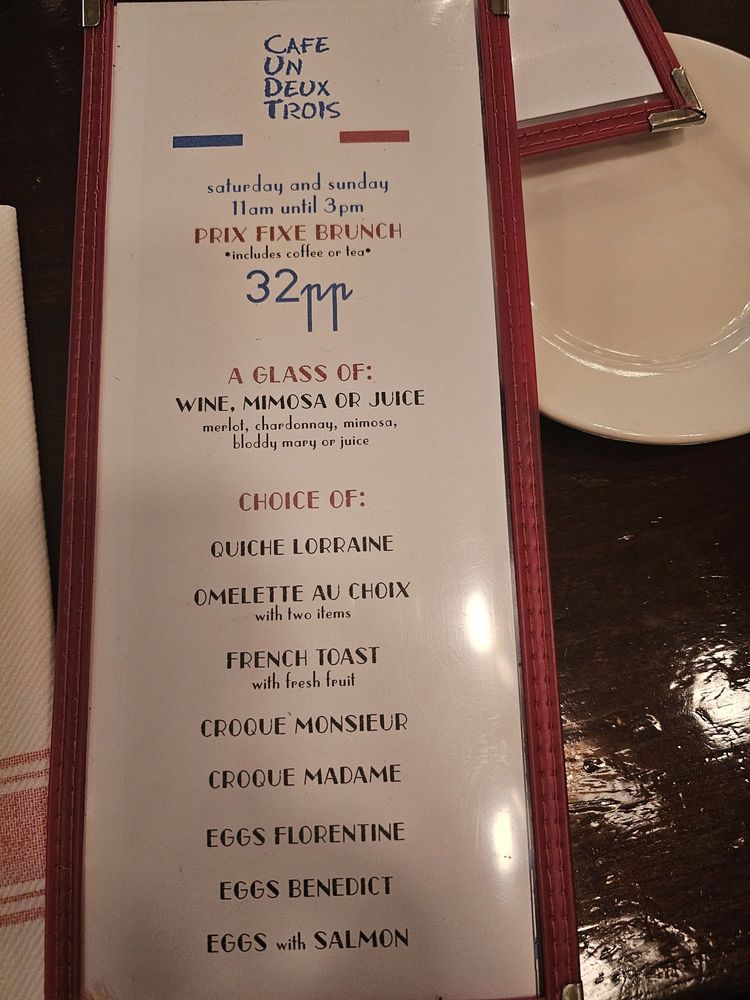 CAFE
UN
DEUX
TROIS
saturday and sunday
11am until 3pm
PRIX FIXE BRUNCH
•includes coffee or tea•
32pp
A GLASS OF:
WINE, MIMOSA OR JUICE
merlot, chardonnay, mimosa,
bloddy mary or juice
CHOICE OF:
QUICHE LORRAINE
OMELETTE AU CHOIX
with two items
FRENCH TOAST
with fresh fruit
CROQUE MONSIEUR
CROQUE MADAME
EGGS FLORENTINE
EGGS BENEDICT
EGGS with SALMON